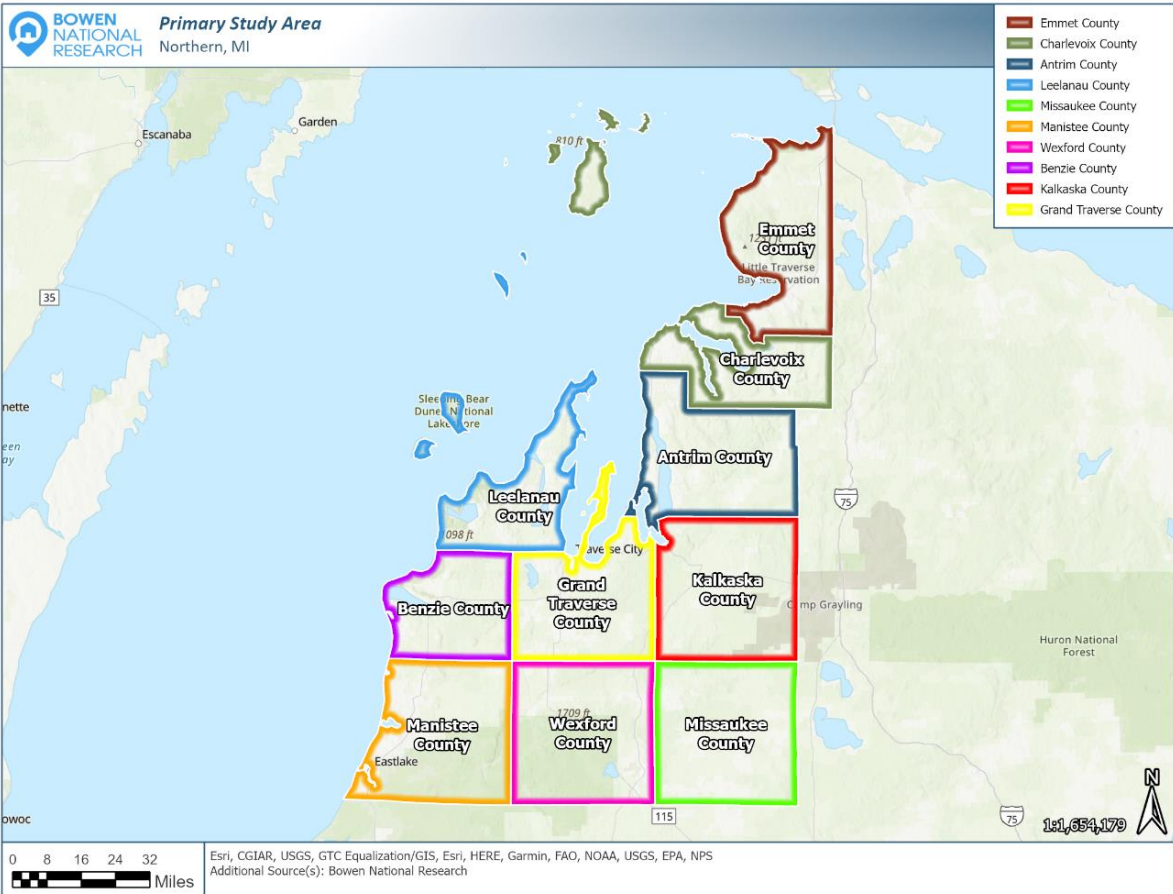 BOWEN
NATIONAL
RESEARCH
Primary Study Area
Northern, MI
Emmet County
Charlevoix County
Antrim County
Leelanau County
Missaukee County
Manistee County
Wexford County
Benzie County
Kalkaska County
Grand Traverse County
Garden
Escanaba
810 ft
Emmet
County
Little Traverse
Bay Reservation
35
Charlevoix
County
Sleeping Bear
Dunes National
Lakeshore
nette
een
ay
Antrim County
Leelanau
County
75
098 ft
Traverse City
Grand
Traverse
County
Kalkaska
County
Benzie County
Camp Grayling
Huron National
Forest
1709 ft
Manistee
County
Wexford
County
Missaukee
County
Eastlake
N
owoc
115
75
1:1,654,179
0 8 16 24 32
Miles
Esri, CGIAR, USGS, GTC Equalization/GIS, Esri, HERE, Garmin, FAO, NOAA, USGS, EPA, NPS
Additional Source(s): Bowen National Research